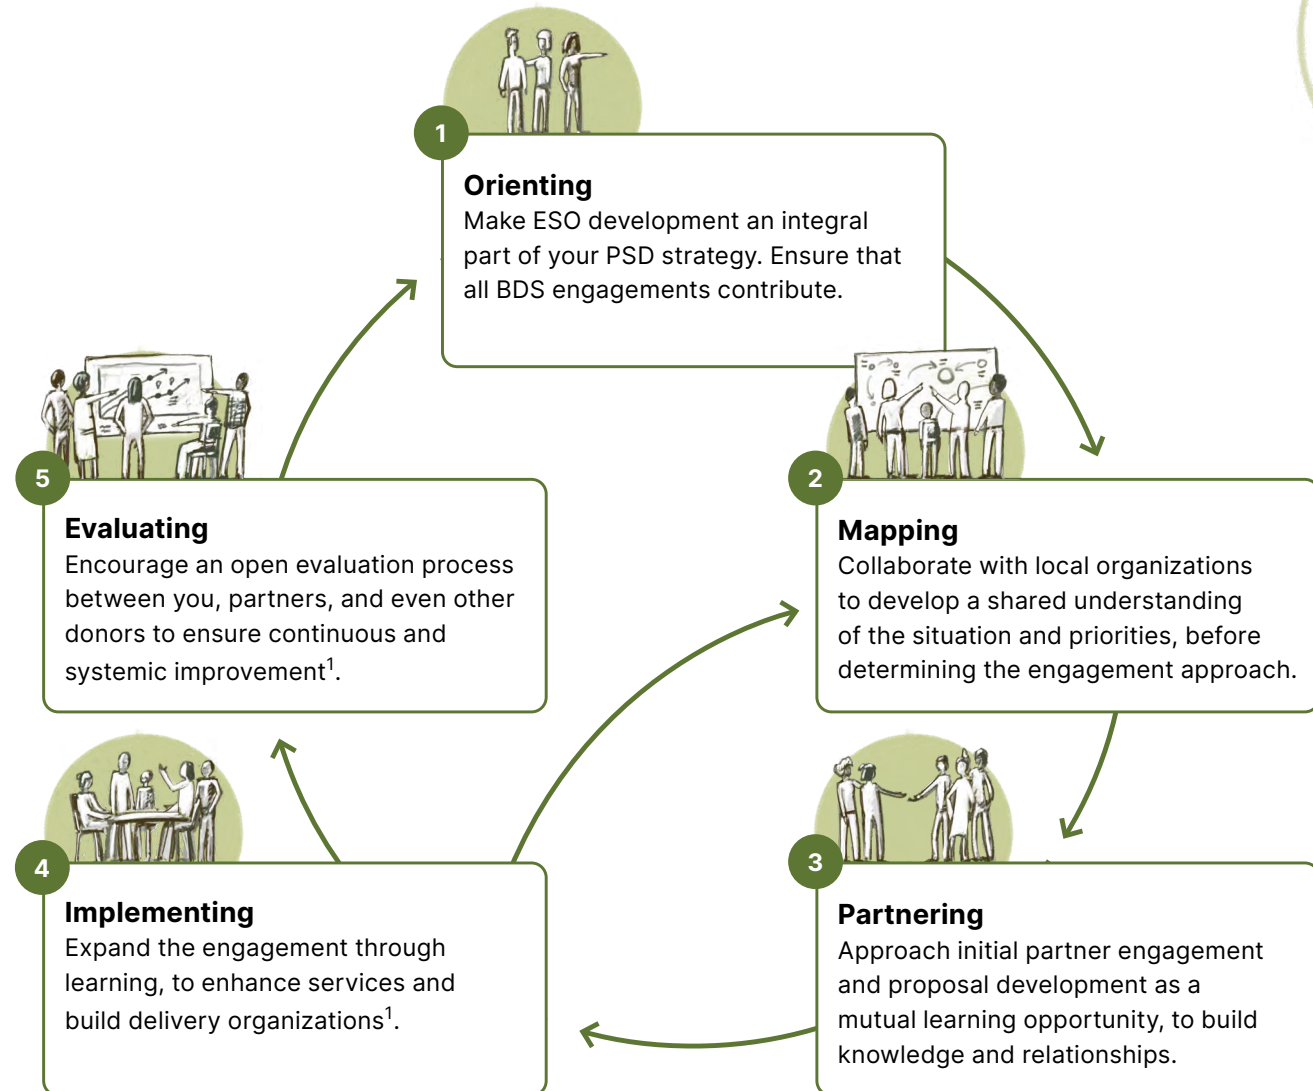 1
Orienting
Make ESO development an integral
part of your PSD strategy. Ensure that
all BDS engagements contribute.
2
Mapping
Collaborate with local organizations
to develop a shared understanding
of the situation and priorities, before
determining the engagement approach.
3
Partnering
Approach initial partner engagement
and proposal development as a
mutual learning opportunity, to build
knowledge and relationships.
4
Implementing
Expand the engagement through
learning, to enhance services and
build delivery organizations¹.
5
Evaluating
Encourage an open evaluation process
between you, partners, and even other
donors to ensure continuous and
systemic improvement¹.